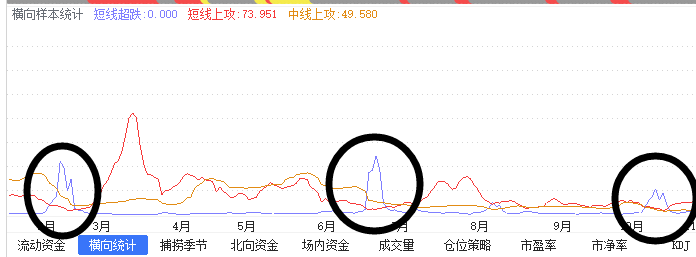 横向样本统计 短线超跌:0.000 短线上攻:73.951 中线上攻:49.580
3月 4月 5月 6月 8月 9月
流动资金 横向统计 捕捞季节 北向资金 场内资金 成交量 仓位策略 市盈率 市净率 KDJ